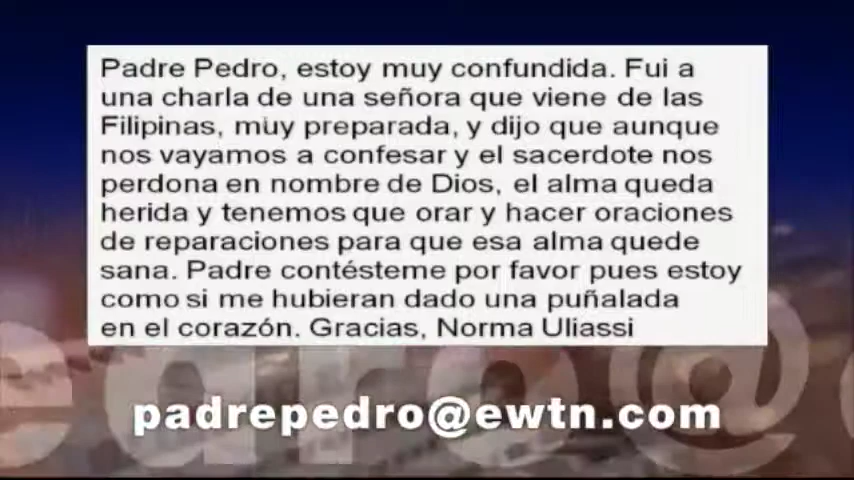 Padre Pedro, estoy muy confundida. Fui a
una charla de una señora que viene de las
Filipinas, muy preparada, y dijo que aunque
nos vayamos a confesar y el sacerdote nos
perdona en nombre de Dios, el alma queda
herida y tenemos que orar y hacer oraciones
de reparaciones para que esa alma quede
sana. Padre contésteme por favor pues estoy
como si me hubieran dado una puñalada
en el corazón. Gracias, Norma Uliassi
edro@
padrepedro@ewtn.com